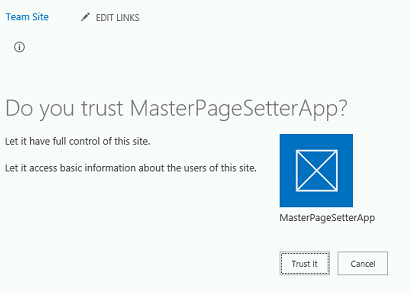 Team Site
EDIT LINKS
Do you trust MasterPageSetterApp?
Let it have full control of this site.
Let it access basic information about the users of this site.
MasterPageSetterApp
Trust It
Cancel